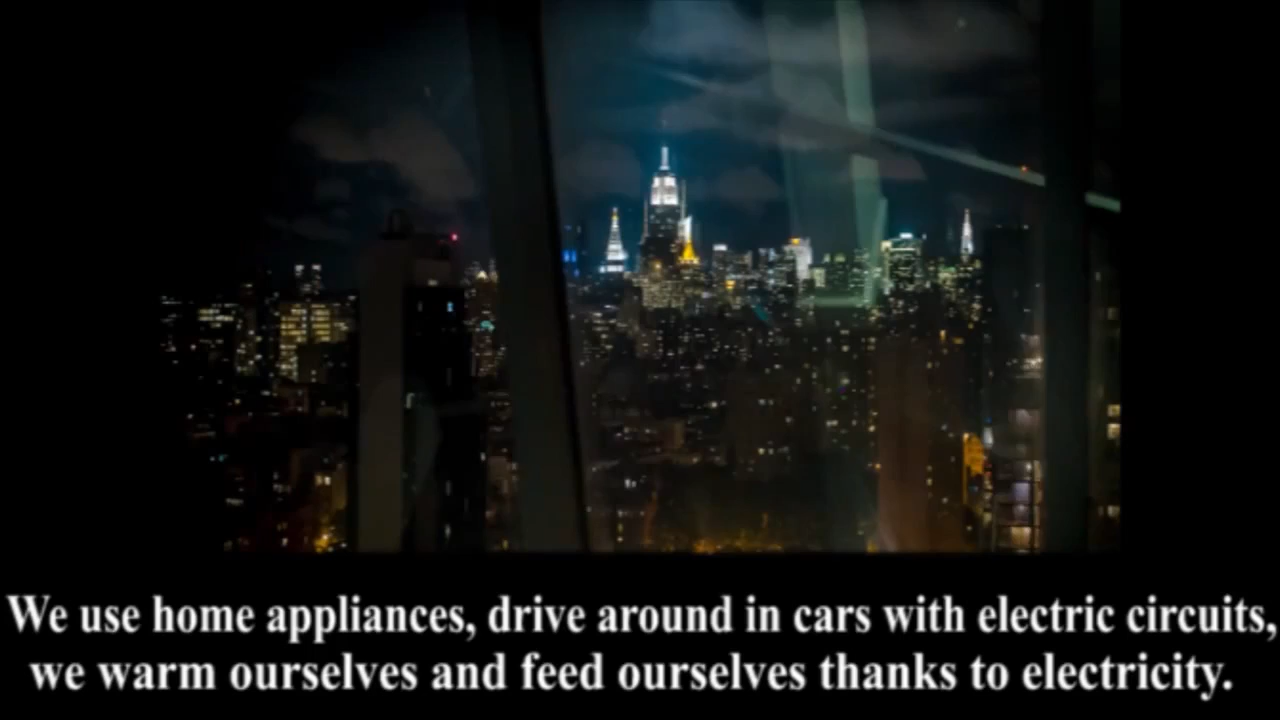 We use home appliances, drive around in cars with electric circuits,
we warm ourselves and feed ourselves thanks to electricity.